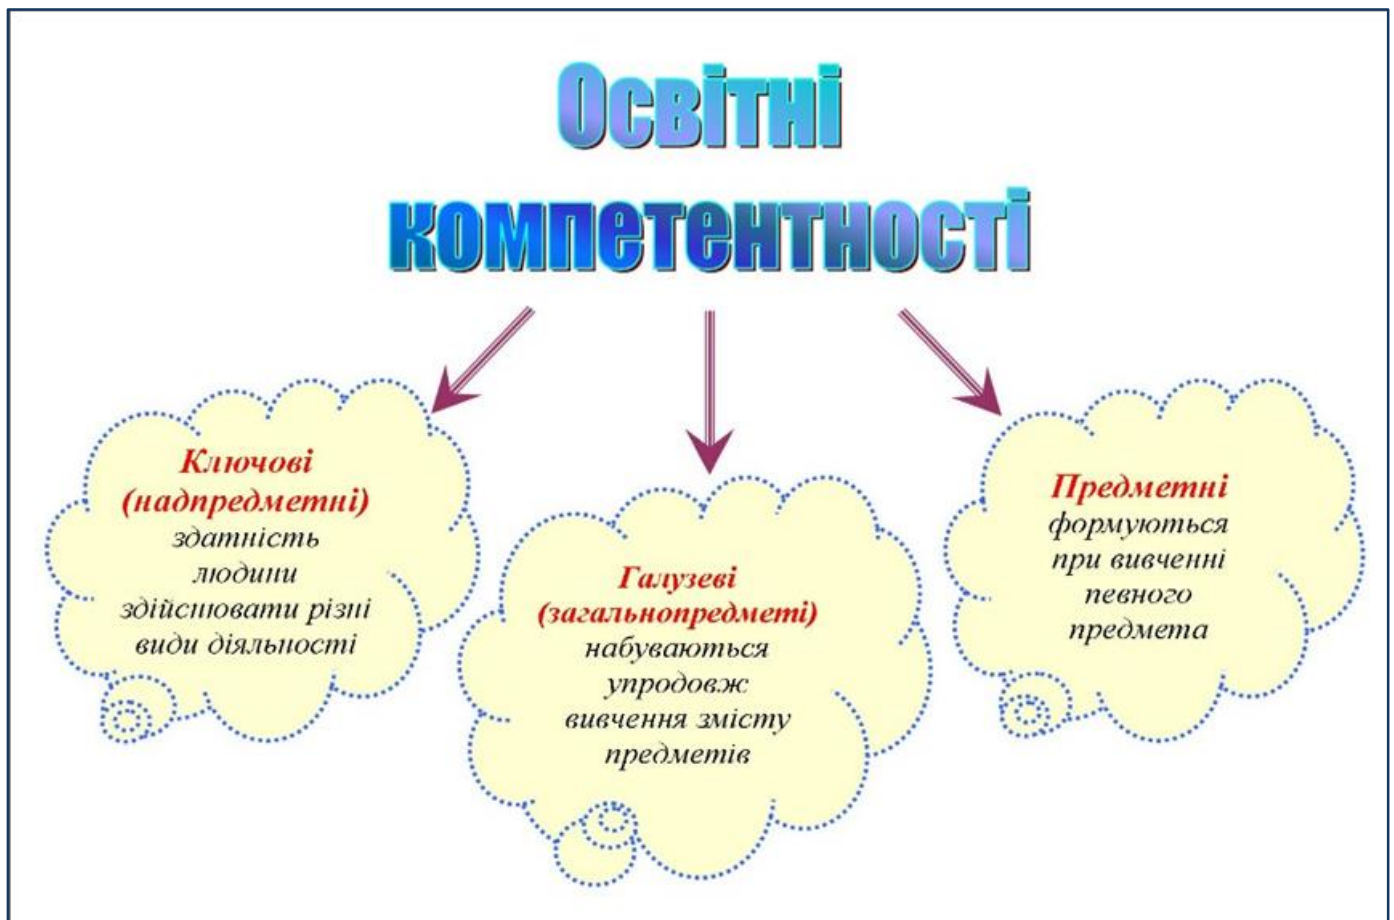 Освітні
компетентності
Ключові
(надпредметні)
здатність
людини
здійснювати різні
види діяльності
Галузеві
(загальнопредметі)
набуваються
упродовж
вивчення змісту
предметів
Предметні
формуються
при вивченні
певного
предмета